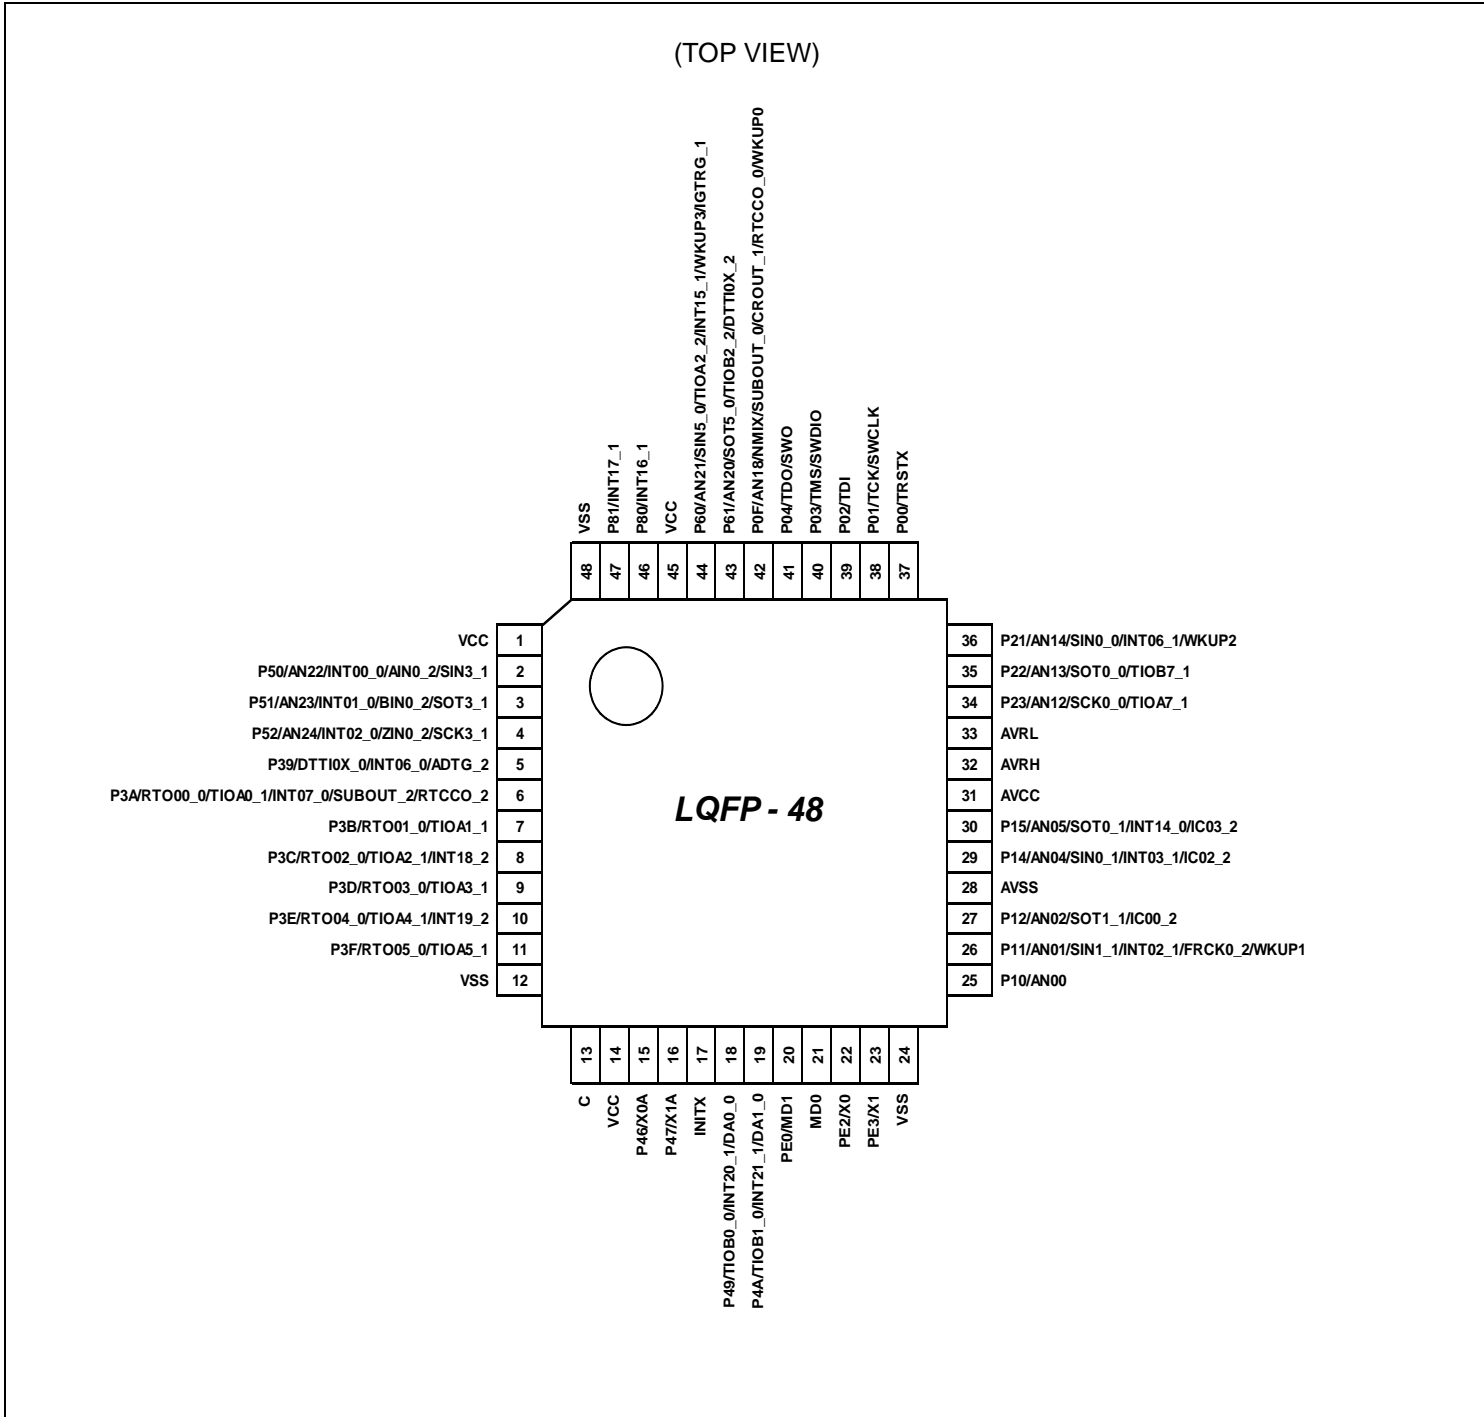 (TOP VIEW)
VSS
P81/INT17_1
P80/INT16_1
VCC
P60/AN21/SIN5_0/TIOA2_2/INT15_1/WKUP3/IGTRG_1
P61/AN20/SOT5_0/TIOB2_2/DTTI0X_2
P0F/AN18/NMIX/SUBOUT_0/CROUT_1/RTCCO_0/WKUP0
P04/TDO/SWO
P03/TMS/SWDIO
P02/TDI
P01/TCK/SWCLK
P00/TRSTX
48
47
46
45
44
43
42
41
40
39
38
37
VCC 1
P50/AN22/INT00_0/AIN0_2/SIN3_1 2
P51/AN23/INT01_0/BIN0_2/SOT3_1 3
P52/AN24/INT02_0/ZIN0_2/SCK3_1 4
P39/DTTI0X_0/INT06_0/ADTG_2 5
P3A/RTO00_0/TIOA0_1/INT07_0/SUBOUT_2/RTCCO_2 6
P3B/RTO01_0/TIOA1_1 7
P3C/RTO02_0/TIOA2_1/INT18_2 8
P3D/RTO03_0/TIOA3_1 9
P3E/RTO04_0/TIOA4_1/INT19_2 10
P3F/RTO05_0/TIOA5_1 11
VSS 12
LQFP - 48
36 P21/AN14/SIN0_0/INT06_1/WKUP2
35 P22/AN13/SOT0_0/TIOB7_1
34 P23/AN12/SCK0_0/TIOA7_1
33 AVRL
32 AVRH
31 AVCC
30 P15/AN05/SOT0_1/INT14_0/IC03_2
29 P14/AN04/SIN0_1/INT03_1/IC02_2
28 AVSS
27 P12/AN02/SOT1_1/IC00_2
26 P11/AN01/SIN1_1/INT02_1/FRCK0_2/WKUP1
25 P10/AN00
13
14
15
16
17
18
19
20
21
22
23
24
C
VCC
P46/X0A
P47/X1A
INITX
P49/TIOB0_0/INT20_1/DA0_0
P4A/TIOB1_0/INT21_1/DA1_0
PE0/MD1
MD0
PE2/X0
PE3/X1
VSS